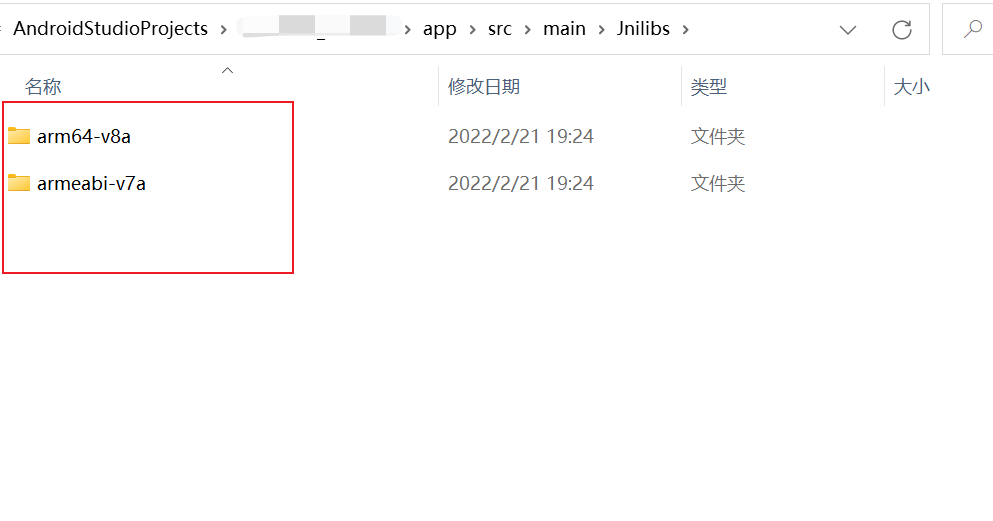 AndroidStudioProjects > > app > src > main > Jnilibs >
名称 修改日期 类型 大小
arm64-v8a 2022/2/21 19:24 文件夹
armeabi-v7a 2022/2/21 19:24 文件夹